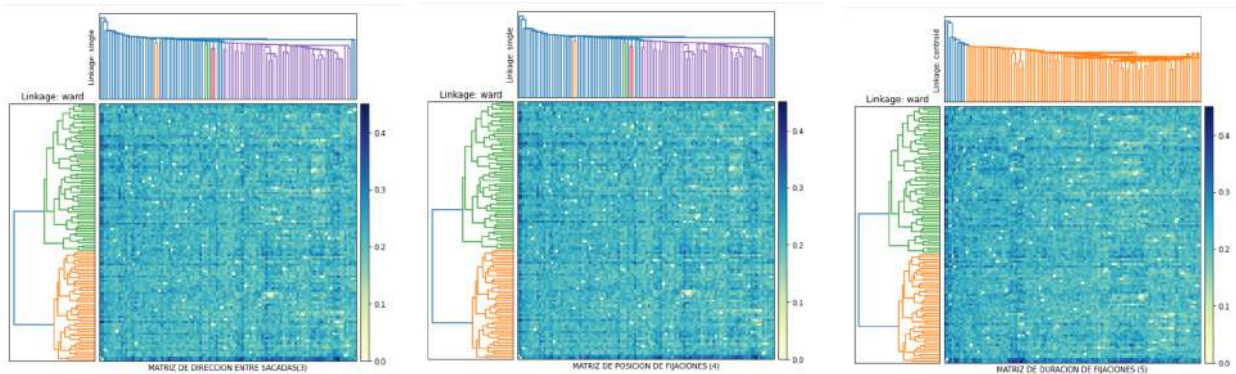 Linkage: single
Linkage: ward
0.4
0.3
0.2
0.1
0.0
MATRIZ DE DIRECCION ENTRE SACADAS(3)
Linkage: single
Linkage: ward
0.4
0.3
0.2
0.1
0.0
MATRIZ DE POSICION DE FIJACIONES (4)
Linkage: centroid
Linkage: ward
0.4
0.3
0.2
0.1
0.0
MATRIZ DE DURACION DE FIJACIONES (5)